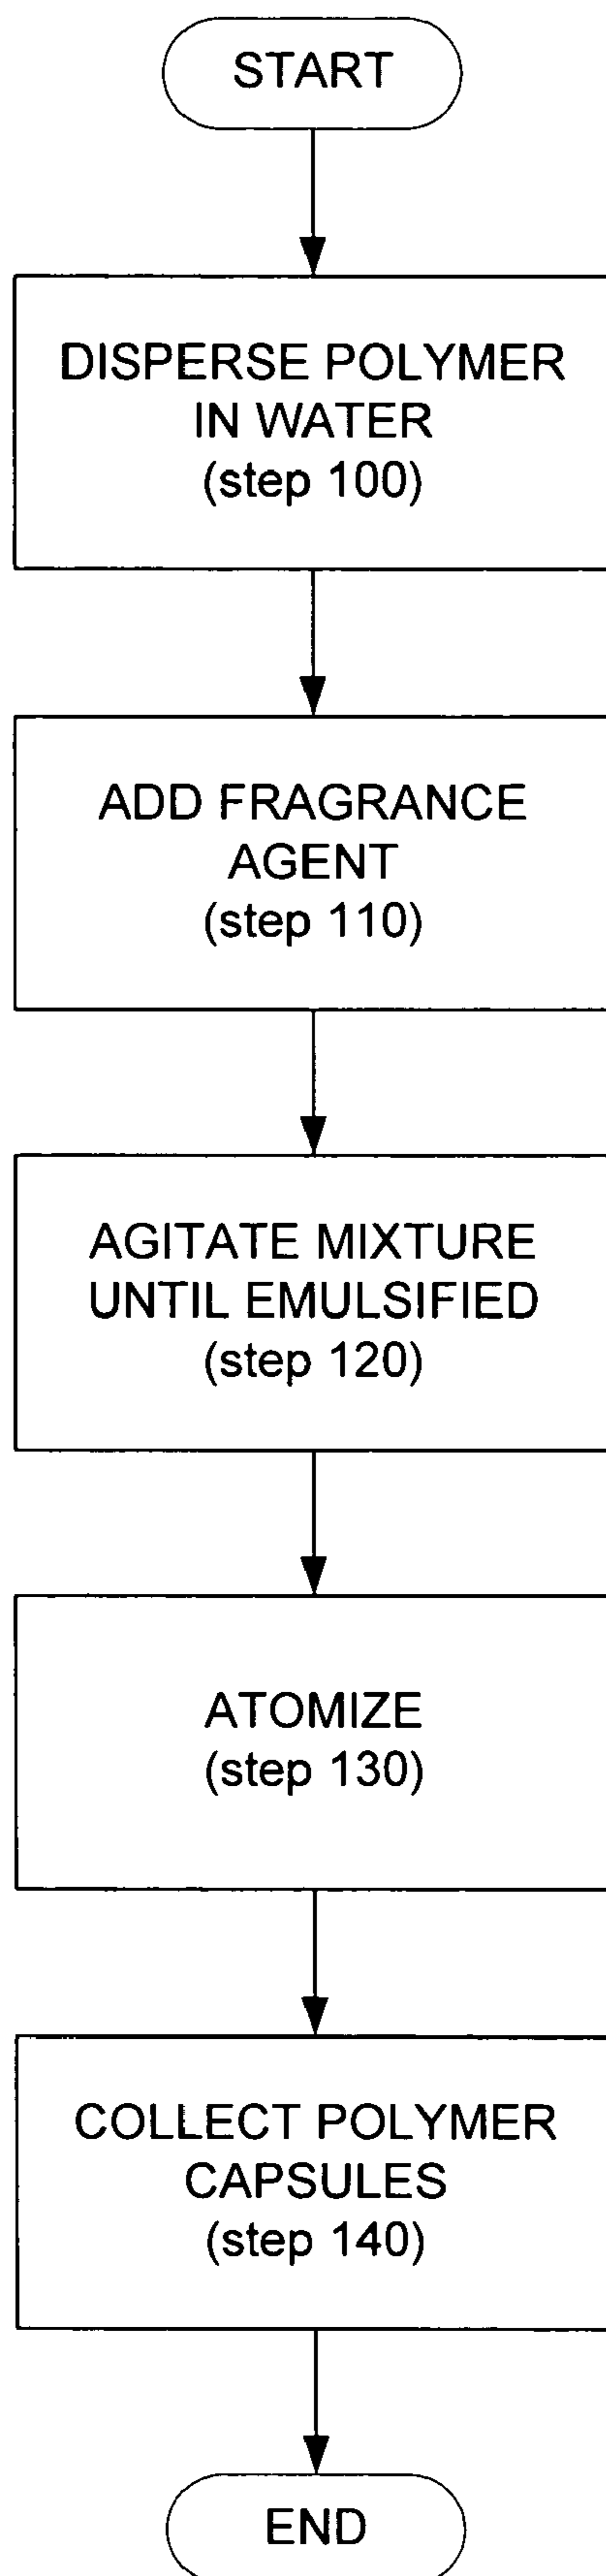 START
DISPERSE POLYMER
IN WATER
(step 100)
ADD FRAGRANCE
AGENT
(step 110)
AGITATE MIXTURE
UNTIL EMULSIFIED
(step 120)
ATOMIZE
(step 130)
COLLECT POLYMER
CAPSULES
(step 140)
END